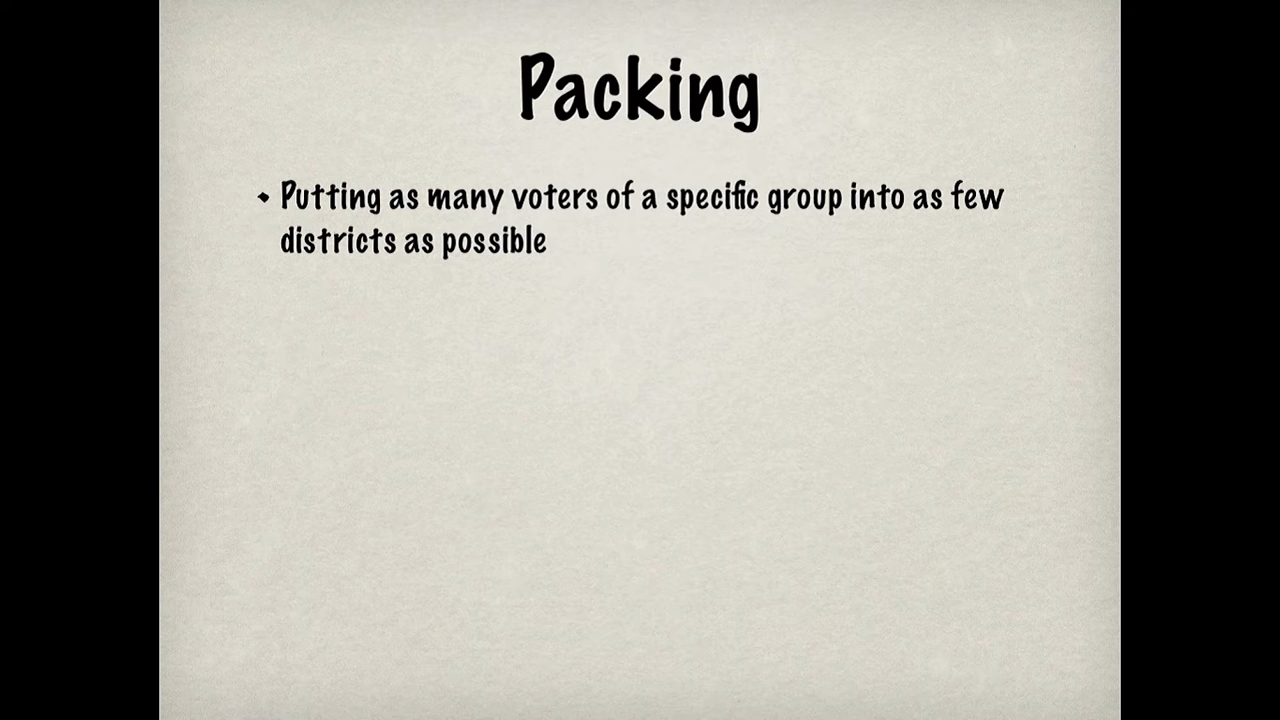 Packing
Putting as many voters of a specific group into as few
districts as possible